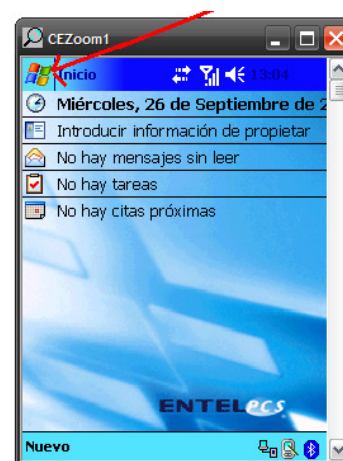 CEZoom1
Inicio 13:04
Miércoles, 26 de Septiembre de 2
Introducir información de propietar
No hay mensajes sin leer
No hay tareas
No hay citas próximas
ENTELpcs
Nuevo